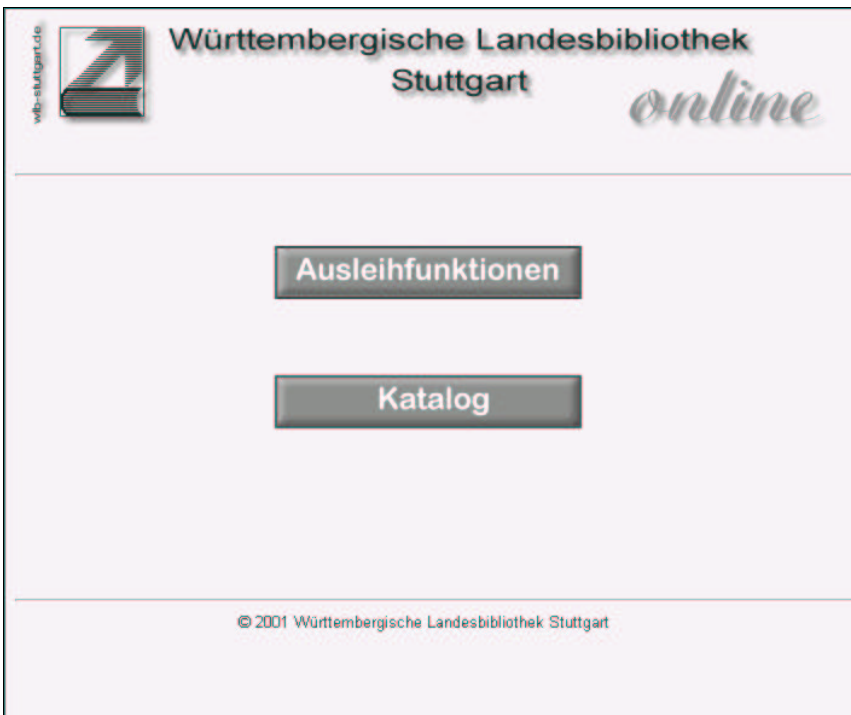 wlb-stuttgart.de
Württembergische Landesbibliothek
Stuttgart
online
Ausleihfunktionen
Katalog
© 2001 Württembergische Landesbibliothek Stuttgart